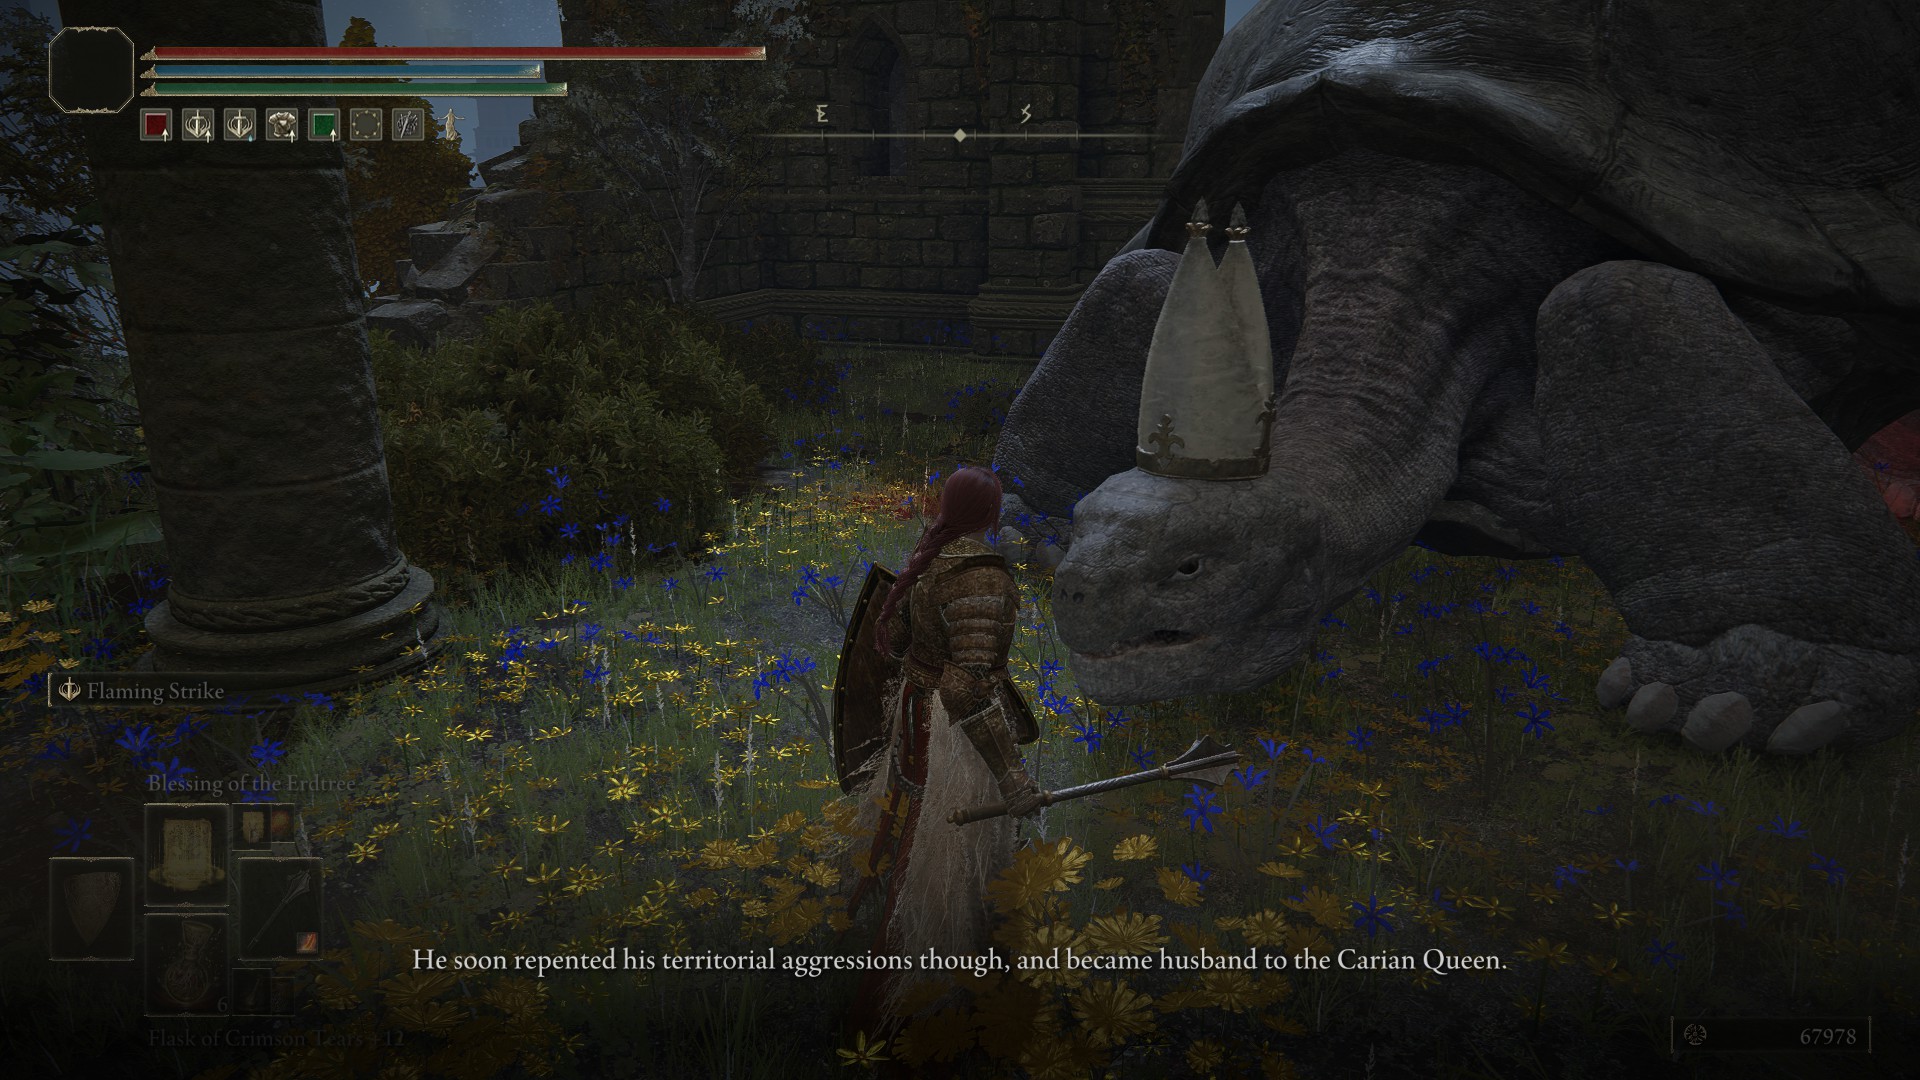 E
S
Flaming Strike
Blessing of the Erdtree
6
He soon repented his territorial aggressions though, and became husband to the Carian Queen.
Flask of Crimson Tears +12
67978